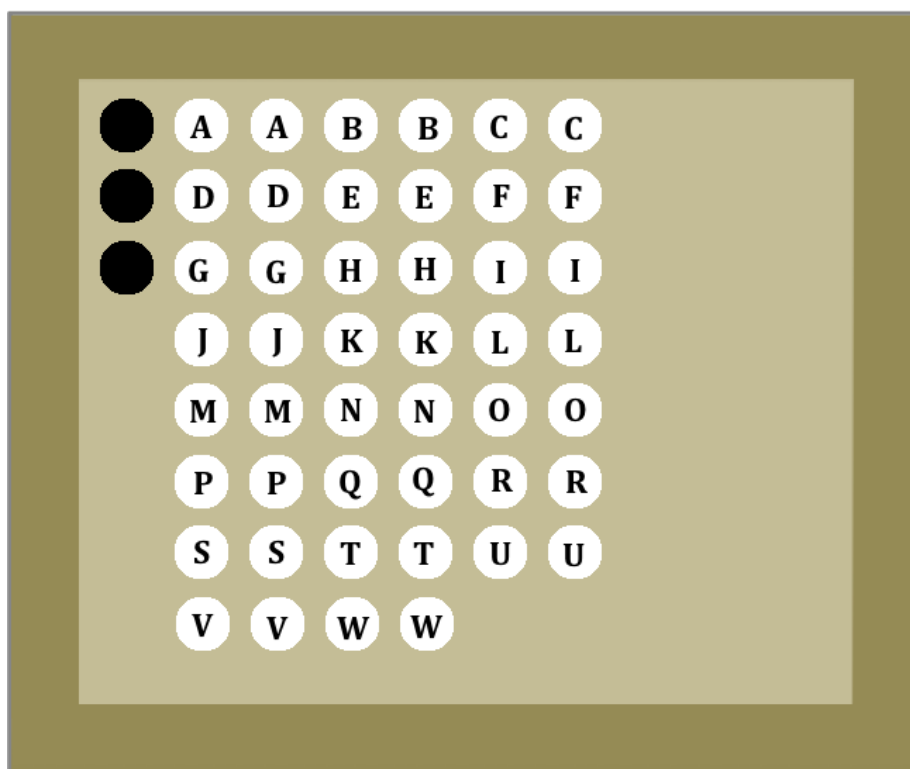 A A B B C C
D D E E F F
G G H H I I
J J K K L L
M M N N O O
P P Q Q R R
S S T T U U
V V W W